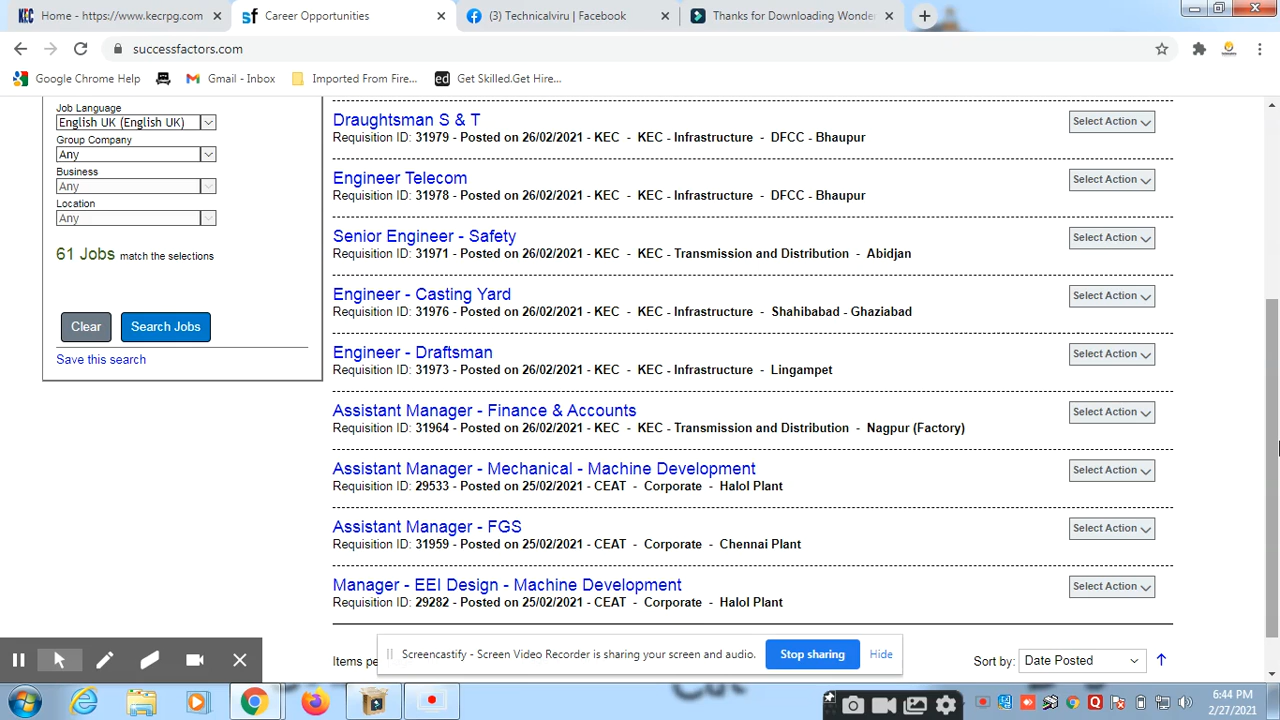 Home - https://www.kecrpg.com/
Career Opportunities
(3) Technicalviru | Facebook
Thanks for Downloading Wonde
successfactors.com
Google Chrome Help
Gmail - Inbox
Imported From Fire...
ed
Get Skilled.Get Hire...
Job Language
English UK (English UK)
Group Company
Any
Business
Any
Location
Any
61 Jobs match the selections
Clear
Search Jobs
Save this search
Draughtsman S & T
Select Action
Requisition ID: 31979 - Posted on 26/02/2021 - KEC - KEC - Infrastructure - DFCC - Bhaupur
Engineer Telecom
Select Action
Requisition ID: 31978 - Posted on 26/02/2021 - KEC - KEC - Infrastructure - DFCC - Bhaupur
Senior Engineer - Safety
Select Action
Requisition ID: 31971 - Posted on 26/02/2021 - KEC - KEC - Transmission and Distribution - Abidjan
Engineer - Casting Yard
Select Action
Requisition ID: 31976 - Posted on 26/02/2021 - KEC - KEC - Infrastructure - Shahibabad - Ghaziabad
Engineer - Draftsman
Select Action
Requisition ID: 31973 - Posted on 26/02/2021 - KEC - KEC - Infrastructure - Lingampet
Assistant Manager - Finance & Accounts
Select Action
Requisition ID: 31964 - Posted on 26/02/2021 - KEC - KEC - Transmission and Distribution - Nagpur (Factory)
Assistant Manager - Mechanical - Machine Development
Select Action
Requisition ID: 29533 - Posted on 25/02/2021 - CEAT - Corporate - Halol Plant
Assistant Manager - FGS
Select Action
Requisition ID: 31959 - Posted on 25/02/2021 - CEAT - Corporate - Chennai Plant
Manager - EEI Design - Machine Development
Select Action
Requisition ID: 29282 - Posted on 25/02/2021 - CEAT - Corporate - Halol Plant
Items pe
Screencastify - Screen Video Recorder is sharing your screen and audio.
Stop sharing
Hide
Sort by:
Date Posted
6:44 PM
2/27/2021